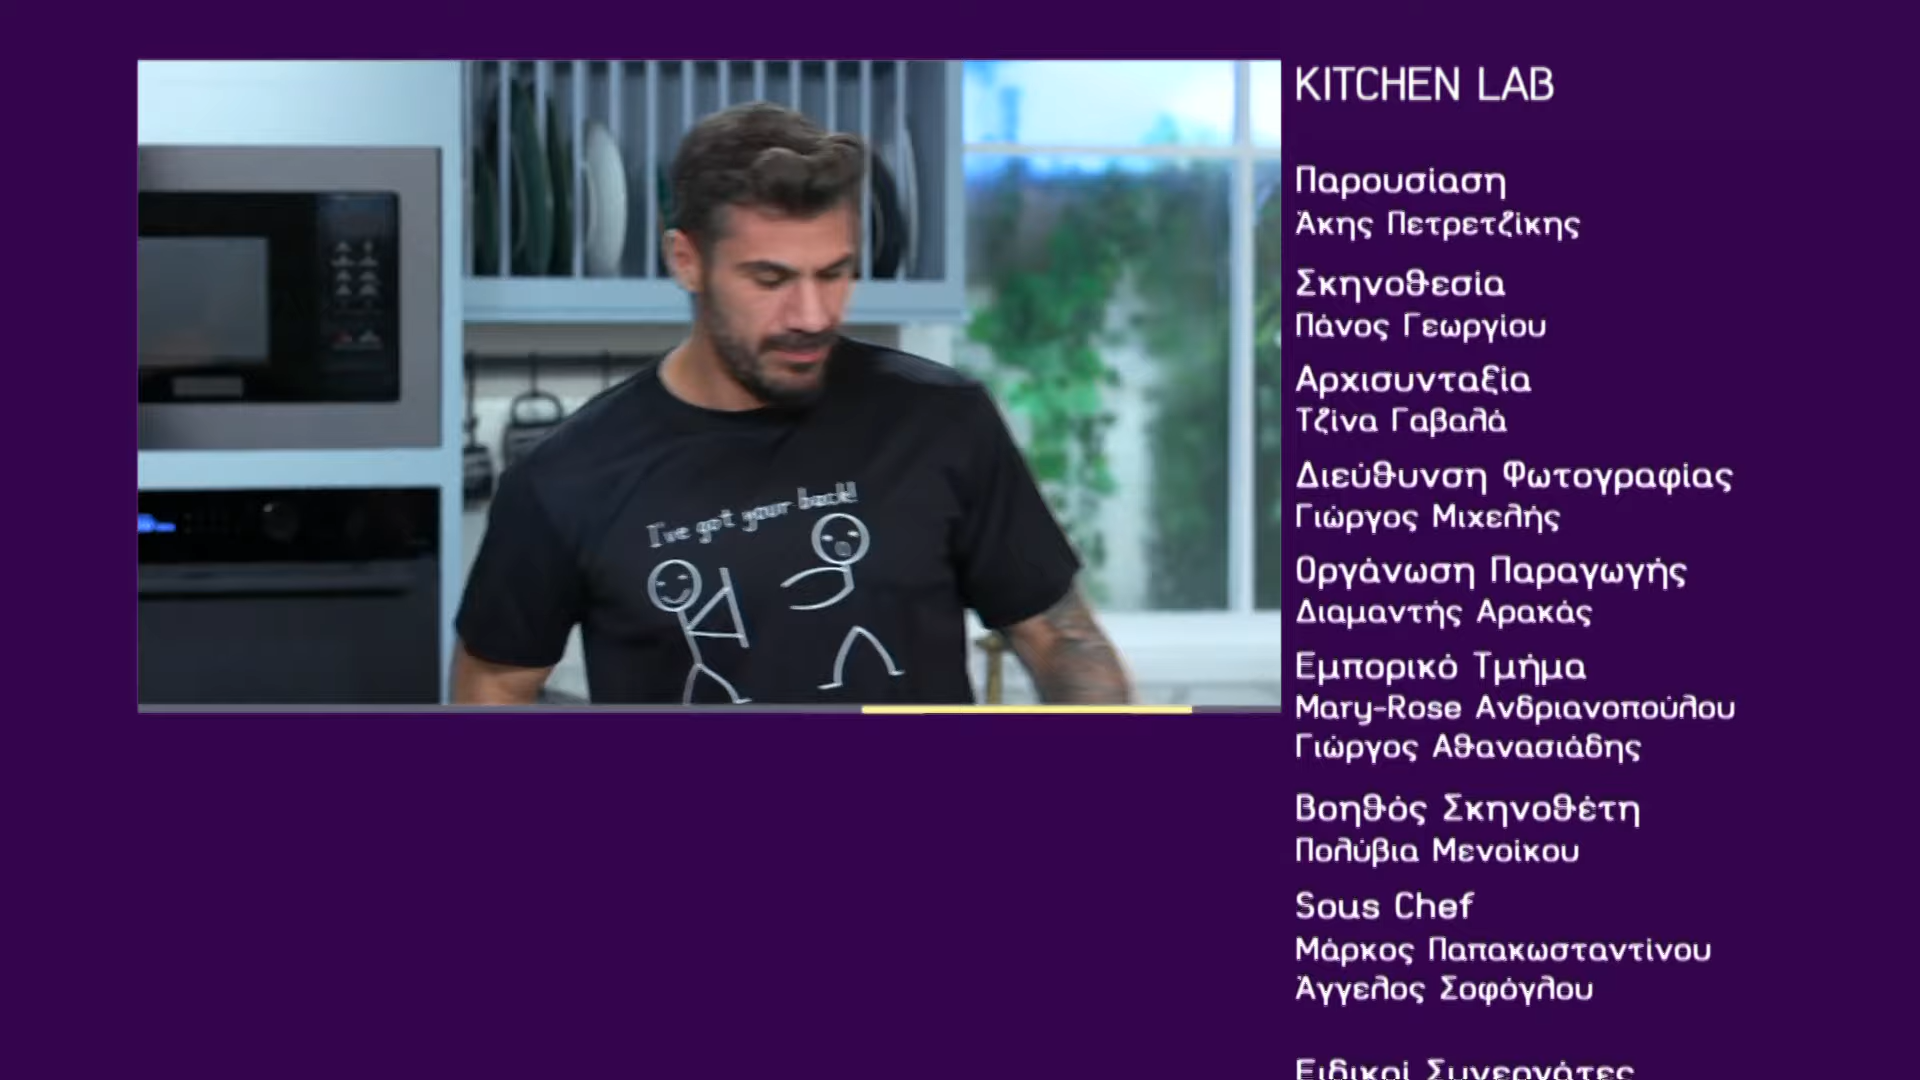 KITCHEN LAB
Παρουσίαση
Άκης Πετρετζίκης
Σκηνοθεσία
Πάνος Γεωργίου
Αρχισυνταξία
Τζίνα Γαβαλά
Διεύθυνση Φωτογραφίας
Γιώργος Μιχελής
Οργάνωση Παραγωγής
Διαμαντής Αρακάς
Εμπορικό Τμήμα
Mary-Rose Ανδριανοπούλου
Γιώργος Αθανασιάδης
Βοηθός Σκηνοθέτη
Πολύβια Μενοίκου
Sous Chef
Μάρκος Παπακωσταντίνου
Άγγελος Σοφόγλου
Ειδικοί Συνεργάτες
I've got your back!